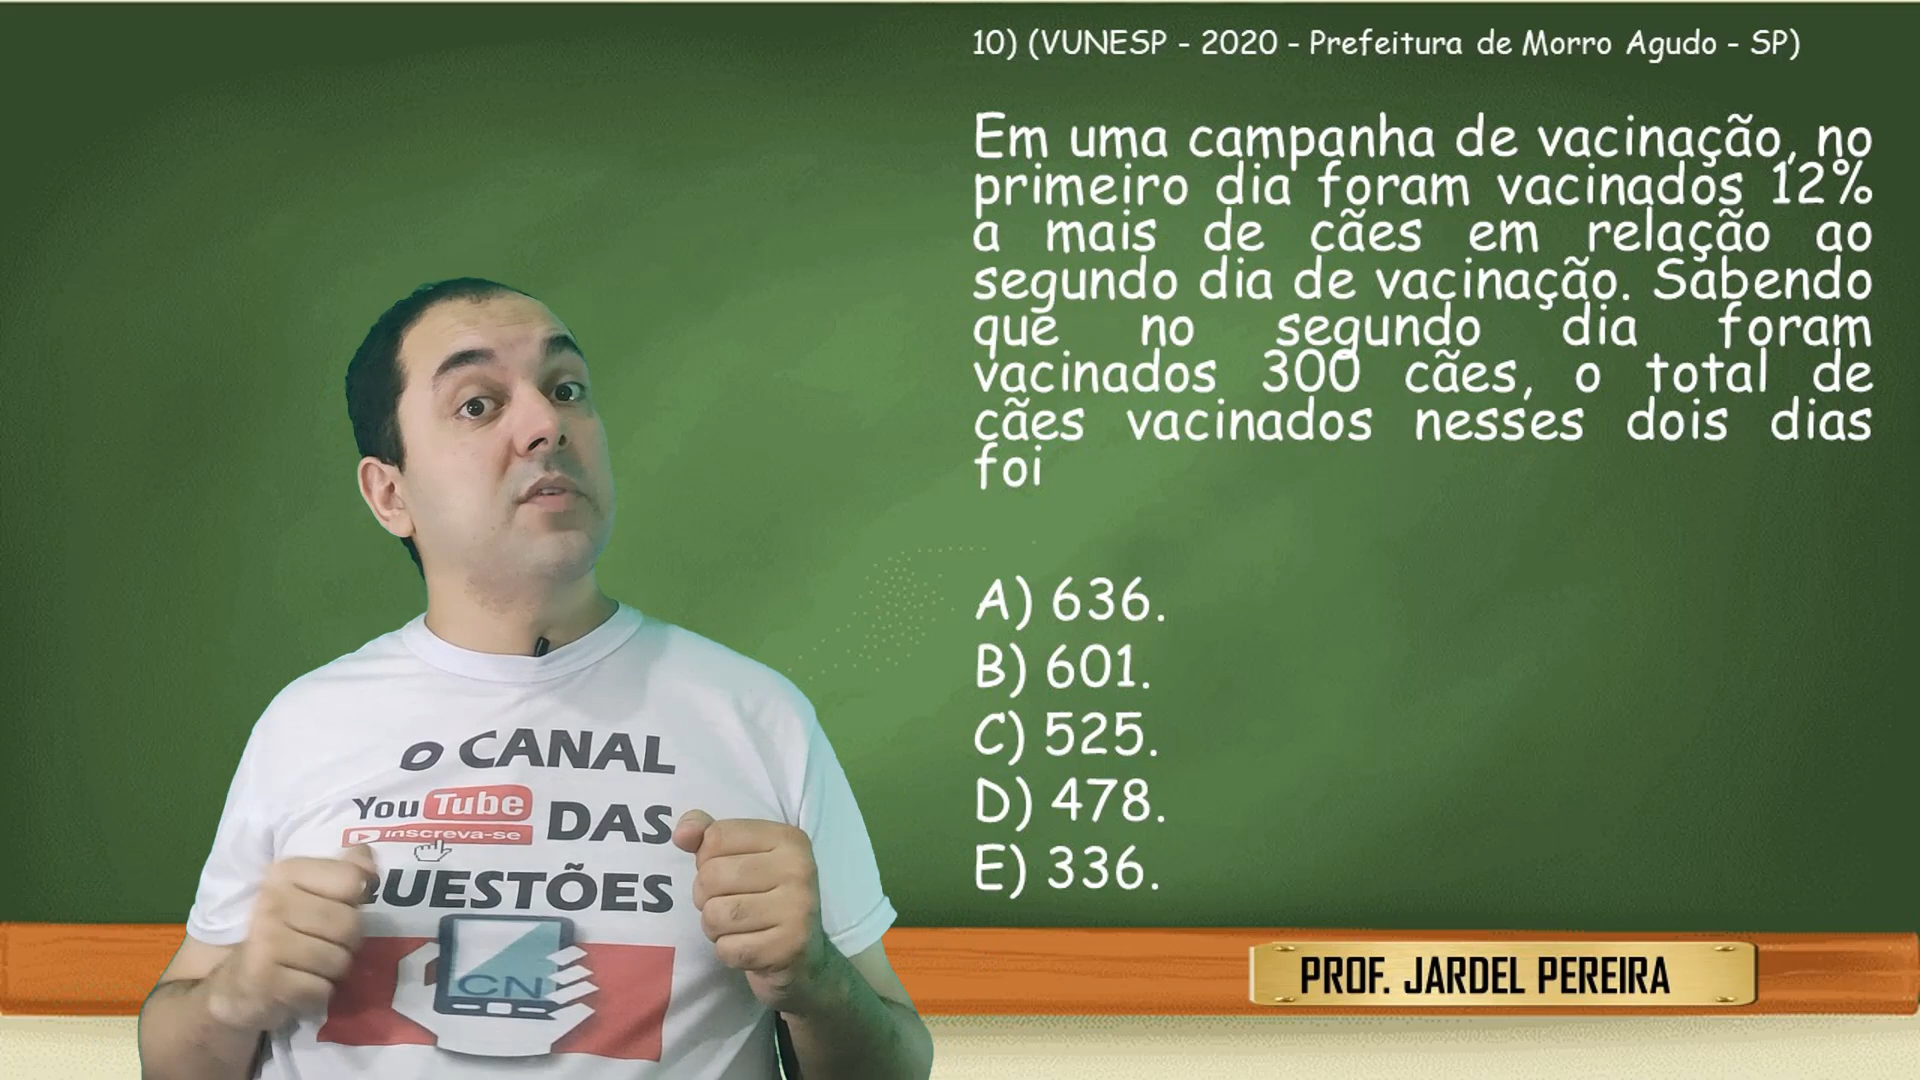 10) (VUNESP - 2020 - Prefeitura de Morro Agudo - SP)
Em uma campanha de vacinação, no
primeiro dia foram vacinados 12%
a mais de cães em relação ao
segundo dia de vacinação. Sabendo
que no segundo dia foram
vacinados 300 cães, o total de
cães vacinados nesses dois dias
foi
A) 636.
B) 601.
C) 525.
D) 478.
E) 336.
O CANAL
YouTube DAS
inscreva-se
QUESTÕES
CN
PROF. JARDEL PEREIRA